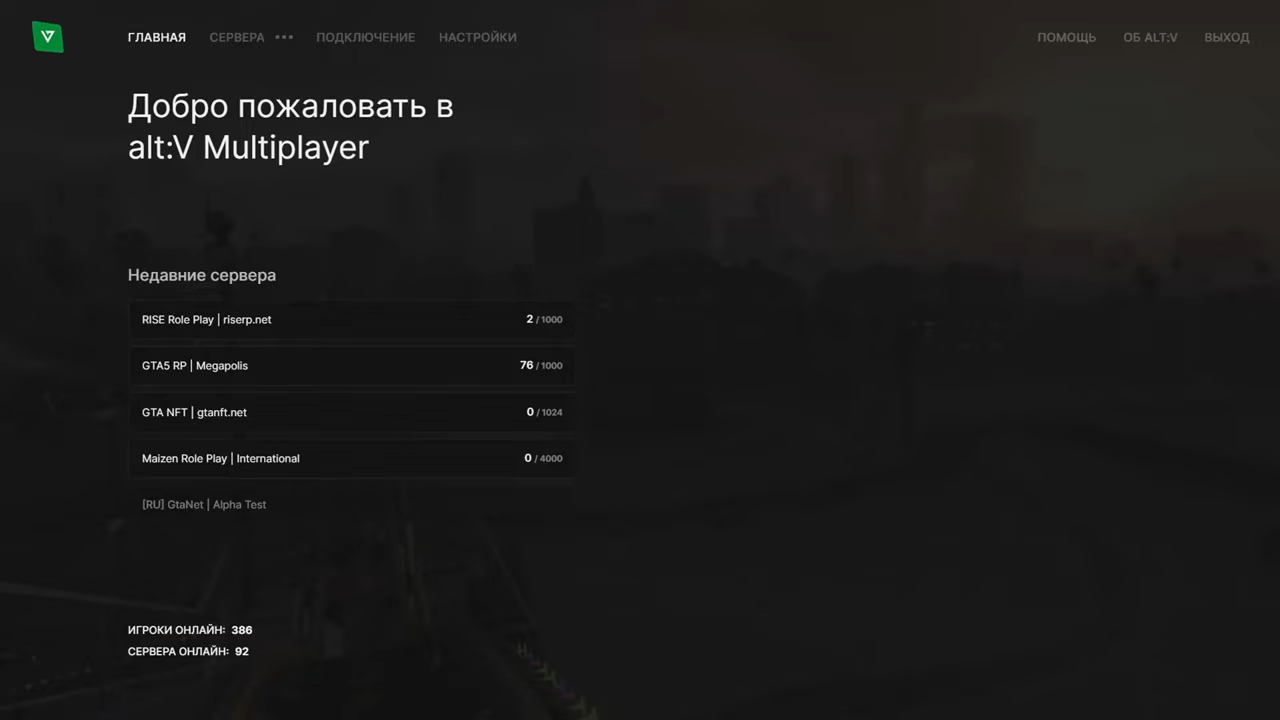 ГЛАВНАЯ СЕРВЕРА ••• ПОДКЛЮЧЕНИЕ НАСТРОЙКИ ПОМОЩЬ ОБ ALT:V ВЫХОД
Добро пожаловать в
alt:V Multiplayer
Недавние сервера
RISE Role Play | riserp.net 2 / 1000
GTA5 RP | Megapolis 76 / 1000
GTA NFT | gtanft.net 0 / 1024
Maizen Role Play | International 0 / 4000
[RU] GtaNet | Alpha Test
ИГРОКИ ОНЛАЙН: 386
СЕРВЕРА ОНЛАЙН: 92